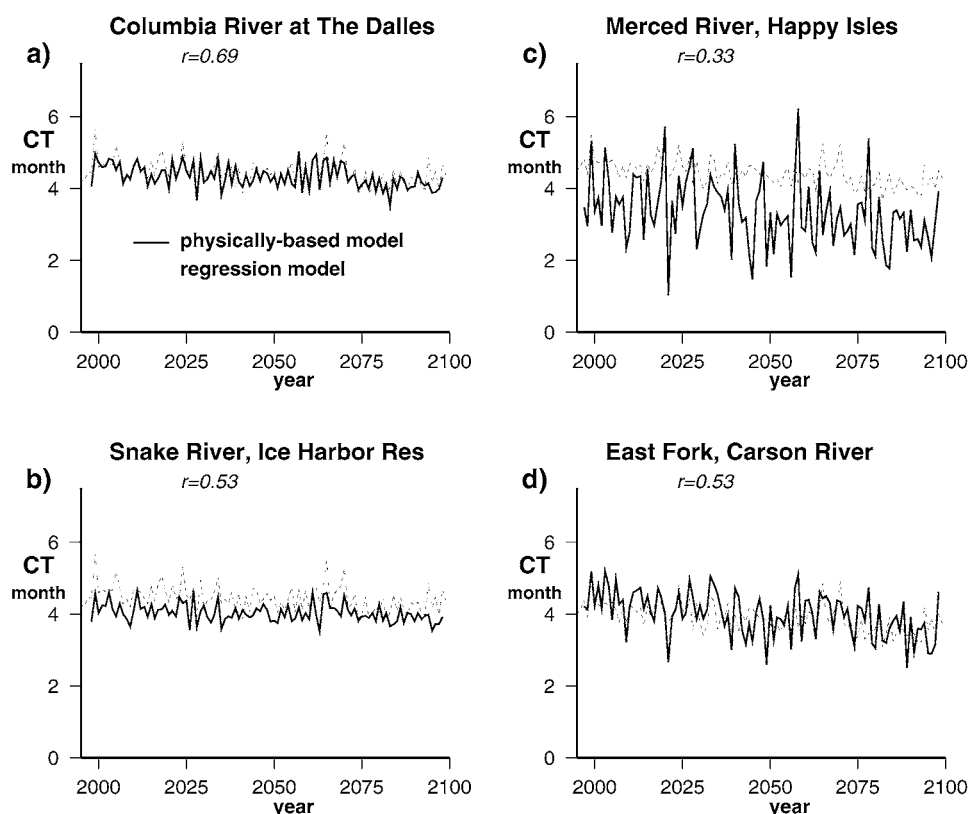 Columbia River at The Dalles
a)
r=0.69
6
CT
month
4
physically-based model
regression model
2
0
2000 2025 2050 2075 2100
year
Merced River, Happy Isles
c)
r=0.33
6
CT
month
4
2
0
2000 2025 2050 2075 2100
year
Snake River, Ice Harbor Res
b)
r=0.53
6
CT
month
4
2
0
2000 2025 2050 2075 2100
year
East Fork, Carson River
d)
r=0.53
6
CT
month
4
2
0
2000 2025 2050 2075 2100
year